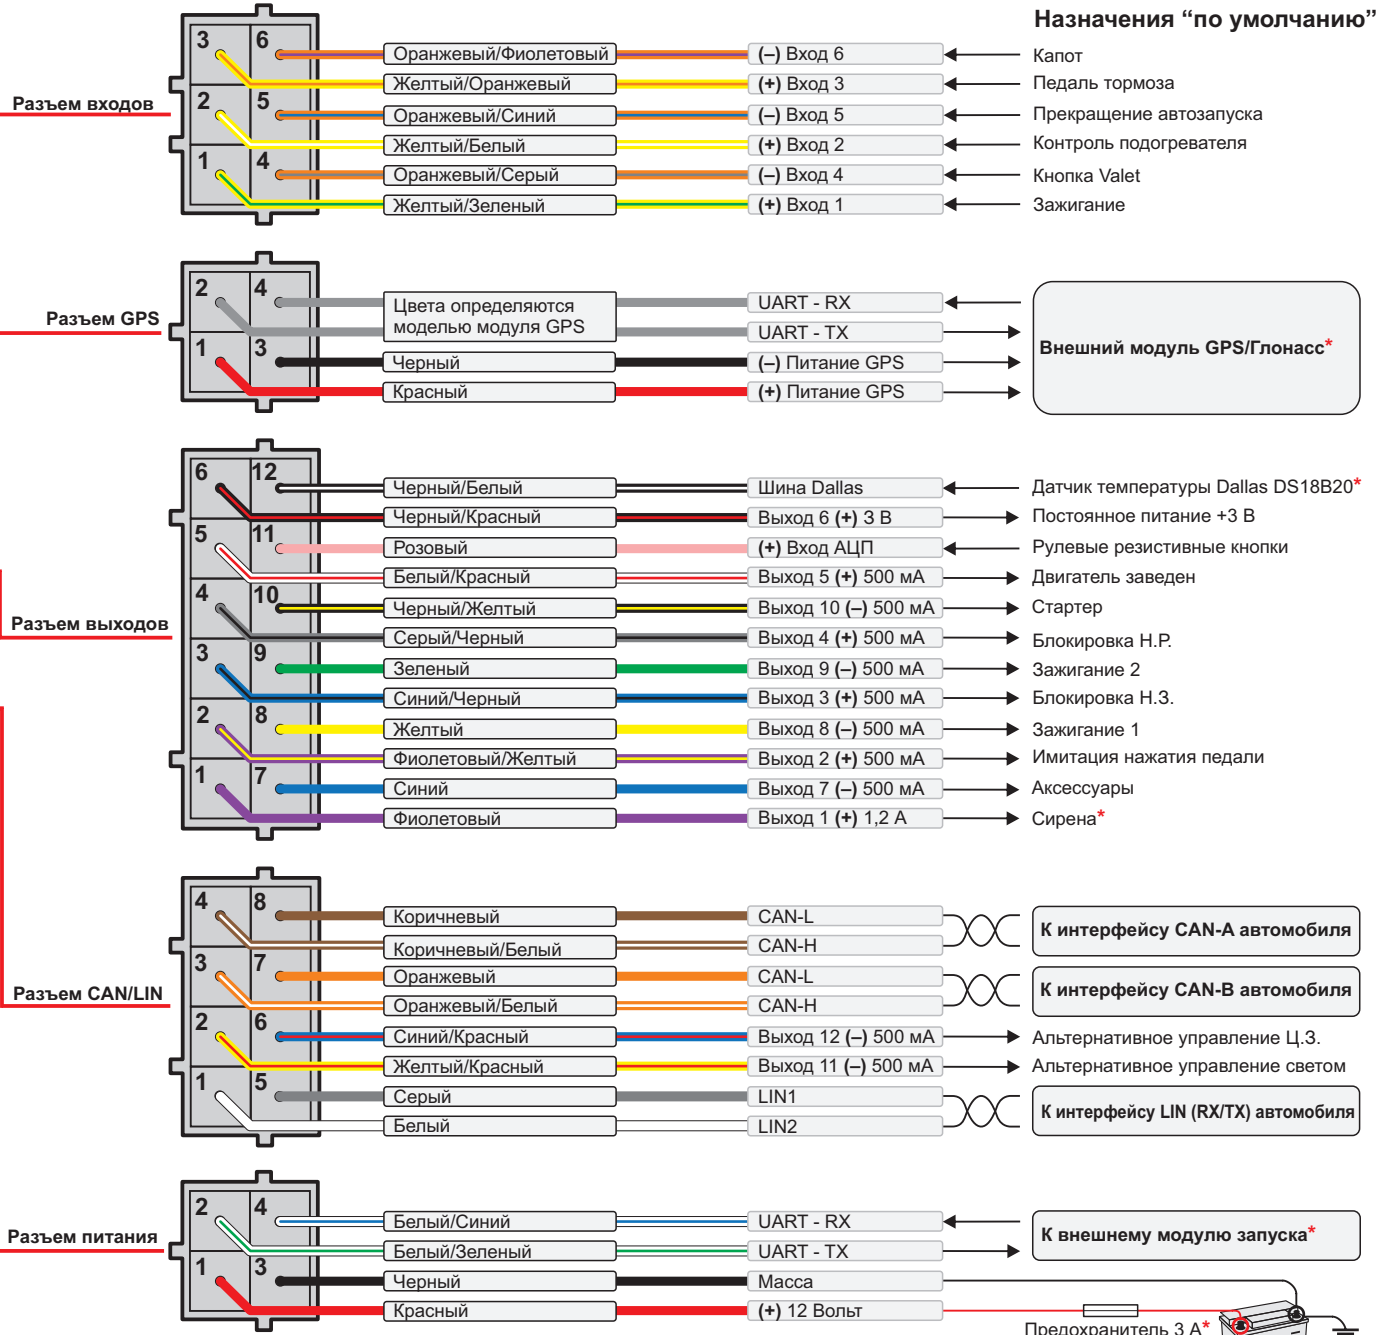 Назначения “по умолчанию”
Разъем входов
3 6 Оранжевый/Фиолетовый (–) Вход 6 Капот
Желтый/Оранжевый (+) Вход 3 Педаль тормоза
2 5 Оранжевый/Синий (–) Вход 5 Прекращение автозапуска
Желтый/Белый (+) Вход 2 Контроль подогревателя
1 4 Оранжевый/Серый (–) Вход 4 Кнопка Valet
Желтый/Зеленый (+) Вход 1 Зажигание
Разъем GPS
2 4 Цвета определяются UART - RX
моделью модуля GPS UART - TX
Внешний модуль GPS/Глонасс*
1 3 Черный (–) Питание GPS
Красный (+) Питание GPS
Разъем выходов
6 12 Черный/Белый Шина Dallas Датчик температуры Dallas DS18B20*
Черный/Красный Выход 6 (+) 3 В Постоянное питание +3 В
5 11 Розовый (+) Вход АЦП Рулевые резистивные кнопки
Белый/Красный Выход 5 (+) 500 мА Двигатель заведен
4 10 Черный/Желтый Выход 10 (–) 500 мА Стартер
Серый/Черный Выход 4 (+) 500 мА Блокировка Н.Р.
3 9 Зеленый Выход 9 (–) 500 мА Зажигание 2
Синий/Черный Выход 3 (+) 500 мА Блокировка Н.З.
2 8 Желтый Выход 8 (–) 500 мА Зажигание 1
Фиолетовый/Желтый Выход 2 (+) 500 мА Имитация нажатия педали
1 7 Синий Выход 7 (–) 500 мА Аксессуары
Фиолетовый Выход 1 (+) 1,2 А Сирена*
Разъем CAN/LIN
4 8 Коричневый CAN-L
Коричневый/Белый CAN-H
К интерфейсу CAN-A автомобиля
3 7 Оранжевый CAN-L
Оранжевый/Белый CAN-H
К интерфейсу CAN-B автомобиля
2 6 Синий/Красный Выход 12 (–) 500 мА Альтернативное управление Ц.З.
Желтый/Красный Выход 11 (–) 500 мА Альтернативное управление светом
1 5 Серый LIN1
Белый LIN2
К интерфейсу LIN (RX/TX) автомобиля
Разъем питания
2 4 Белый/Синий UART - RX
Белый/Зеленый UART - TX
К внешнему модулю запуска*
1 3 Черный Масса
Красный (+) 12 Вольт
Предохранитель 3 А*